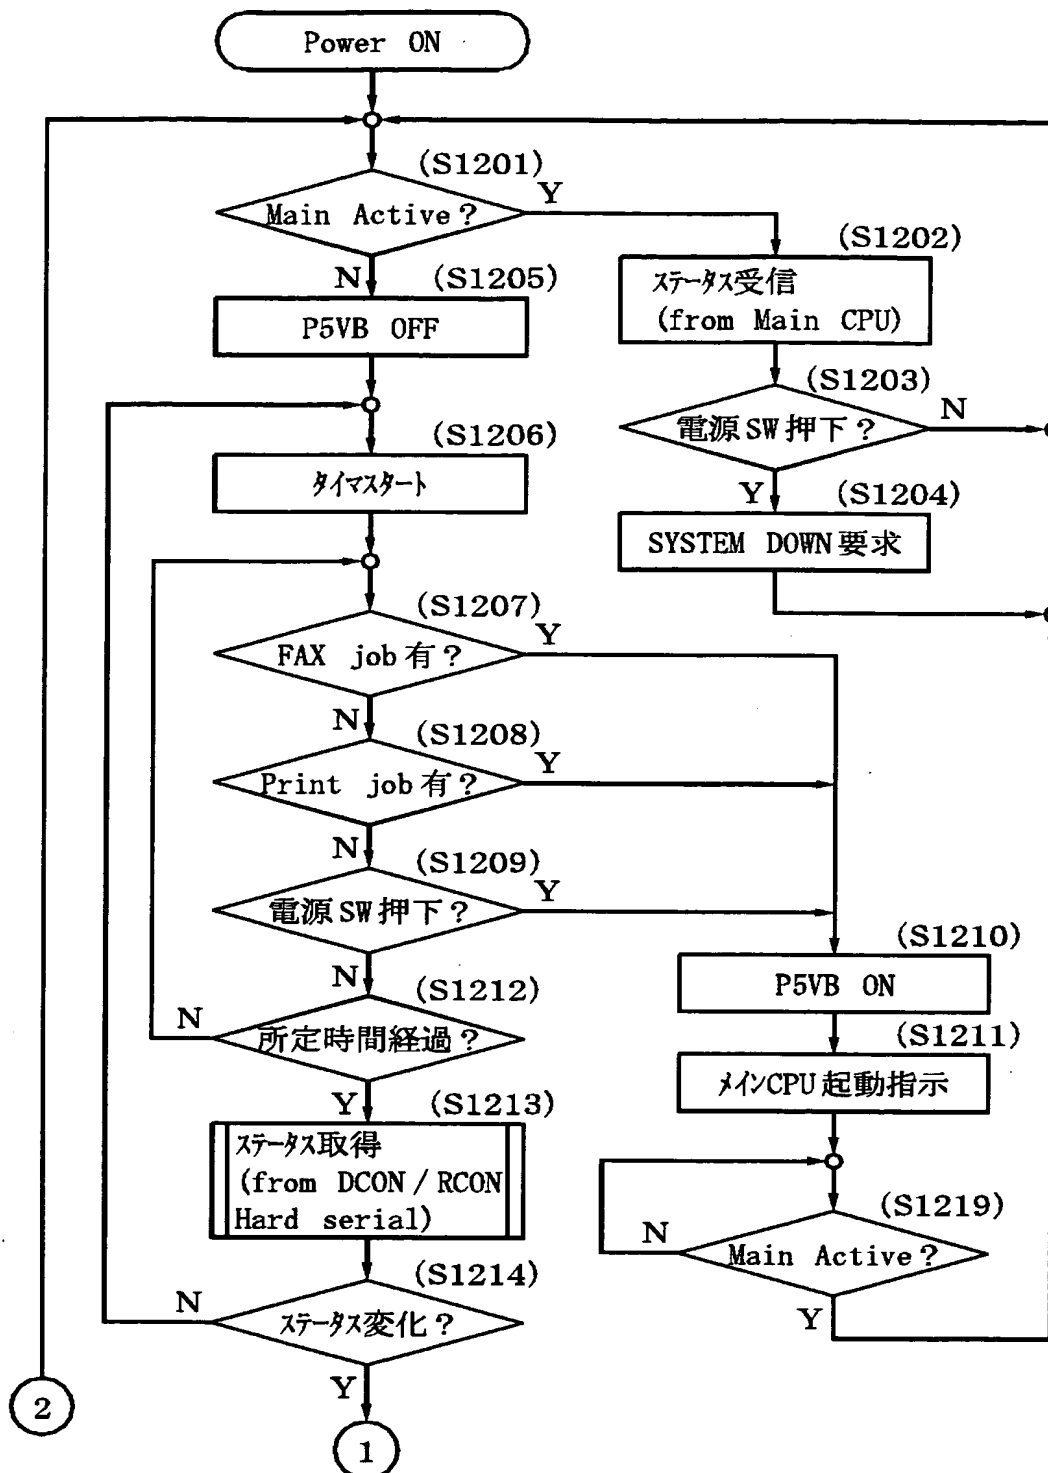 Power ON
(S1201)
Main Active?
Y
N
(S1202)
ステータス受信
(from Main CPU)
(S1205)
P5VB OFF
(S1203)
電源SW押下?
N
Y
(S1206)
タイマスタート
(S1204)
SYSTEM DOWN要求
(S1207)
FAX job有?
Y
N
(S1208)
Print job有?
Y
N
(S1209)
電源SW押下?
Y
N
(S1210)
P5VB ON
(S1212)
所定時間経過?
N
Y
(S1211)
メインCPU起動指示
(S1213)
ステータス取得
(from DCON/RCON
Hard serial)
(S1219)
Main Active?
N
Y
(S1214)
ステータス変化?
N
Y
2
1